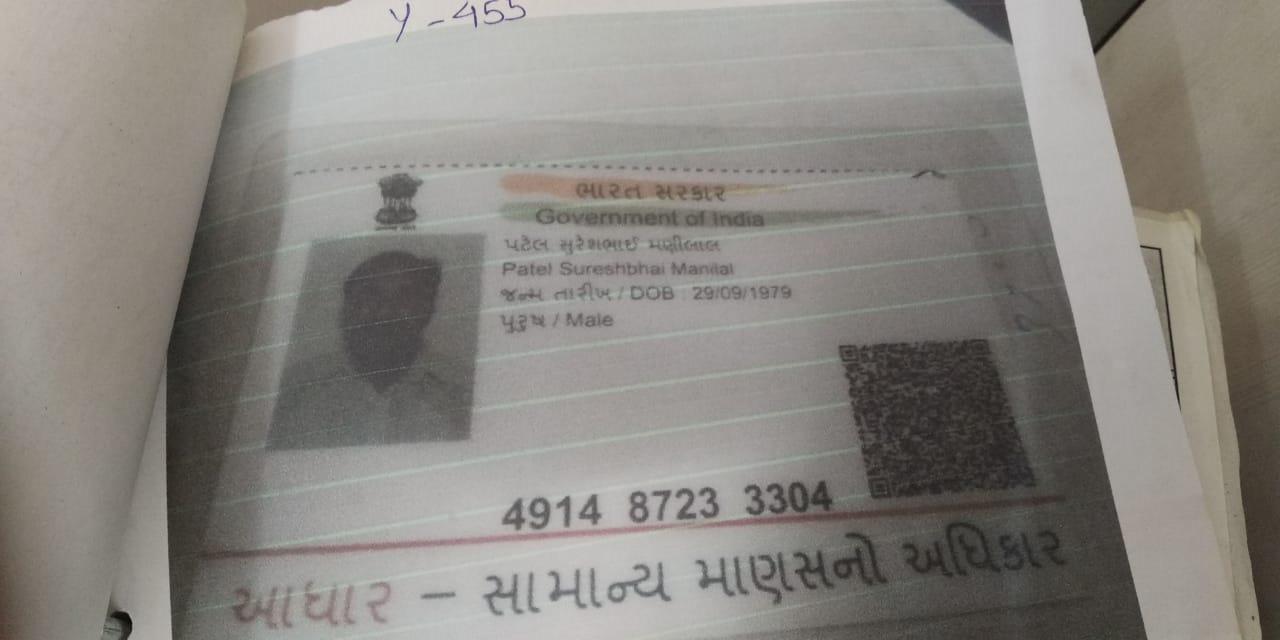 Y - 455
ભારત સરકાર
Government of India
પટેલ સુરેશભાઈ મણીલાલ
Patel Sureshbhai Manilal
જન્મ તારીખ / DOB : 29/09/1979
પુરુષ / Male
4914 8723 3304
આધાર – સામાન્ય માણસનો અધિકાર